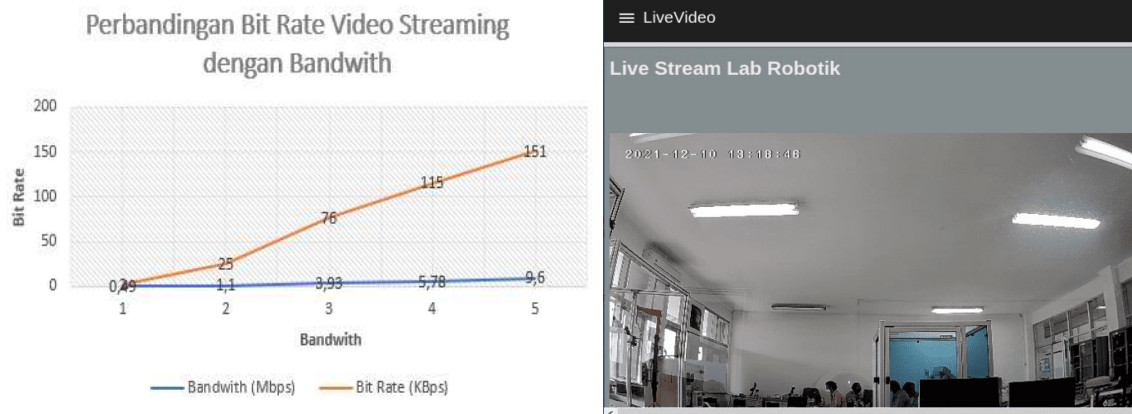 Perbandingan Bit Rate Video Streaming
dengan Bandwith
200
150
100
50
0
Bit Rate
151
115
76
25
0,49
1,1
3,93
5,78
9,6
1 2 3 4 5
Bandwith
Bandwith (Mbps) Bit Rate (KBps)
LiveVideo
Live Stream Lab Robotik
2021-12-10 13:18:46